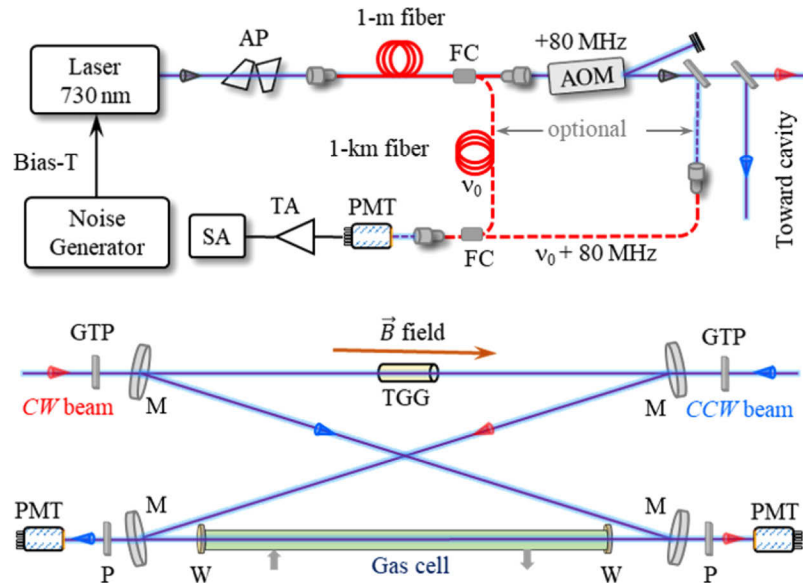 1-m fiber
AP
FC
+80 MHz
Laser
730 nm
AOM
Bias-T
optional
1-km fiber
ν₀
Noise
Generator
SA
TA
PMT
FC
ν₀ + 80 MHz
Toward cavity
GTP
B⃗ field
GTP
TGG
CW beam
M
M
CCW beam
PMT
M
M
PMT
P
W
Gas cell
W
P